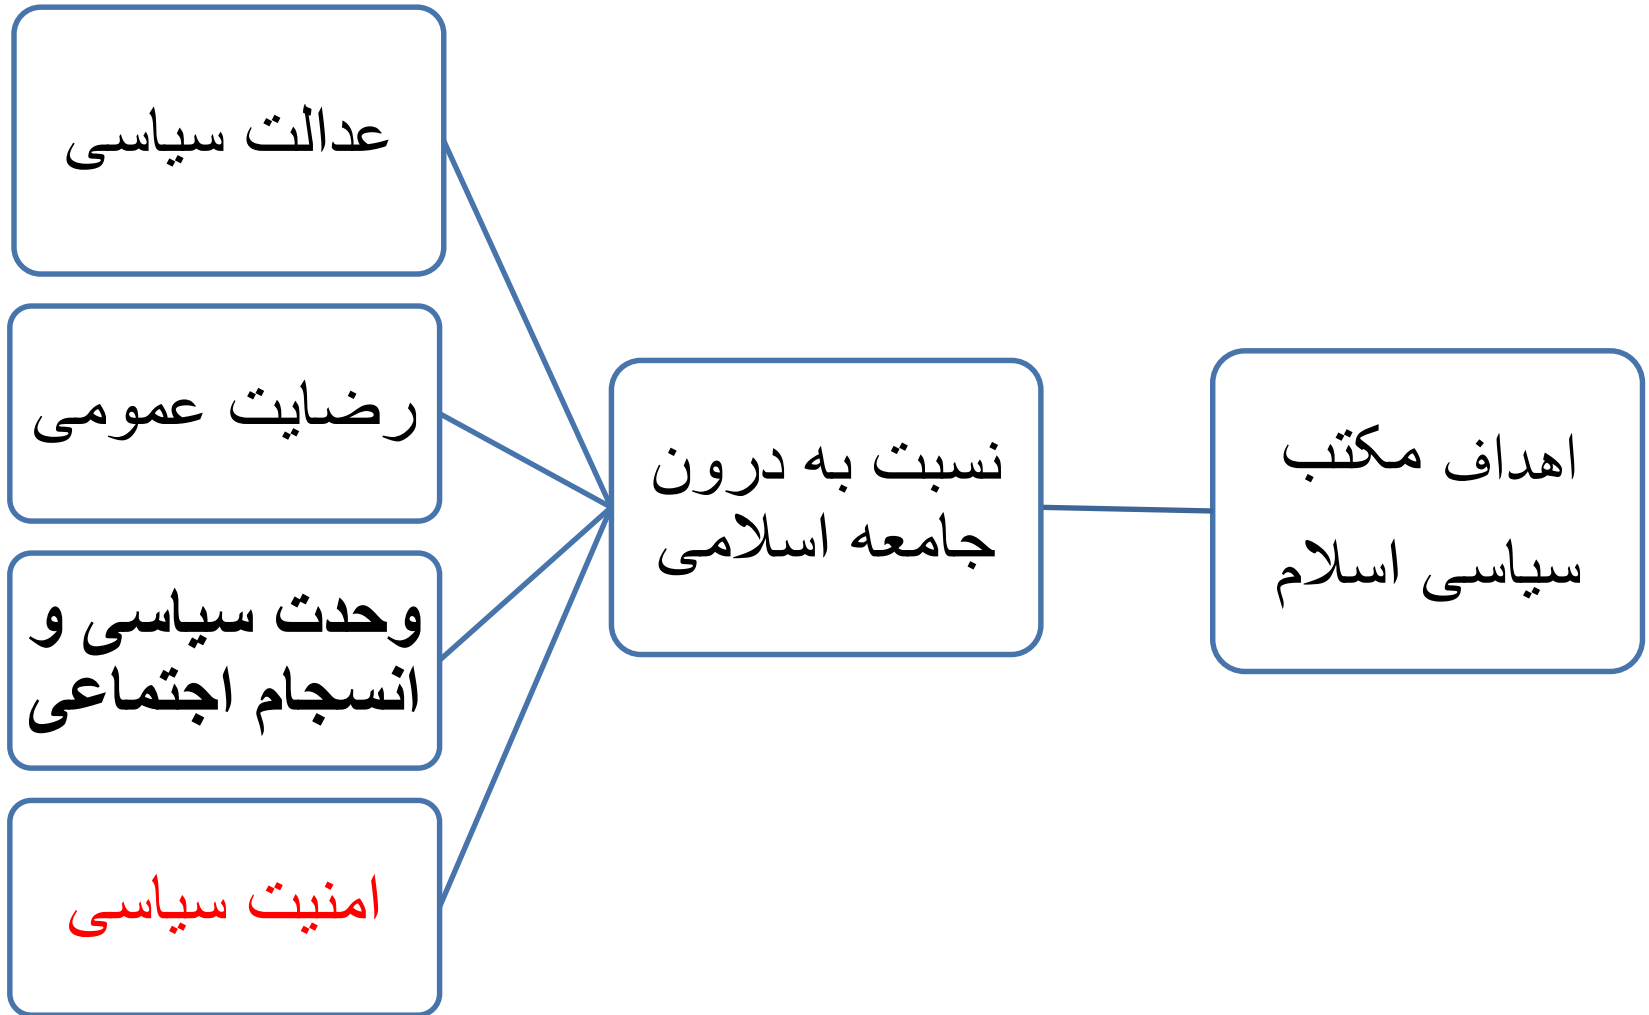 اهداف مکتب
سیاسی اسلام
نسبت به درون
جامعه اسلامی
عدالت سیاسی
رضایت عمومی
وحدت سیاسی و
انسجام اجتماعی
امنیت سیاسی